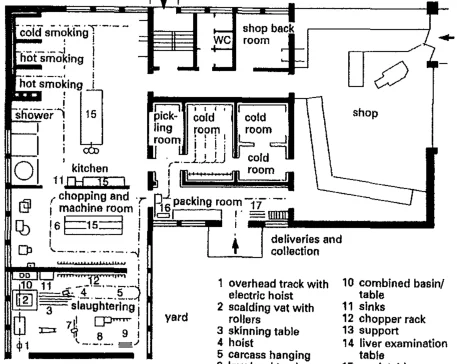 cold smoking
hot smoking
hot smoking
shower
15
WC
shop back
room
shop
pick-
ling
room
cold
room
cold
room
cold
room
kitchen
11
15
chopping and
machine room
6
15
packing room
16
17
deliveries and
collection
10
11
12
2
3
4
5
slaughtering
7
8
9
1
yard
1 overhead track with
electric hoist
2 scalding vat with
rollers
3 skinning table
4 hoist
5 carcass hanging
10 combined basin/
table
11 sinks
12 chopper rack
13 support
14 liver examination
table